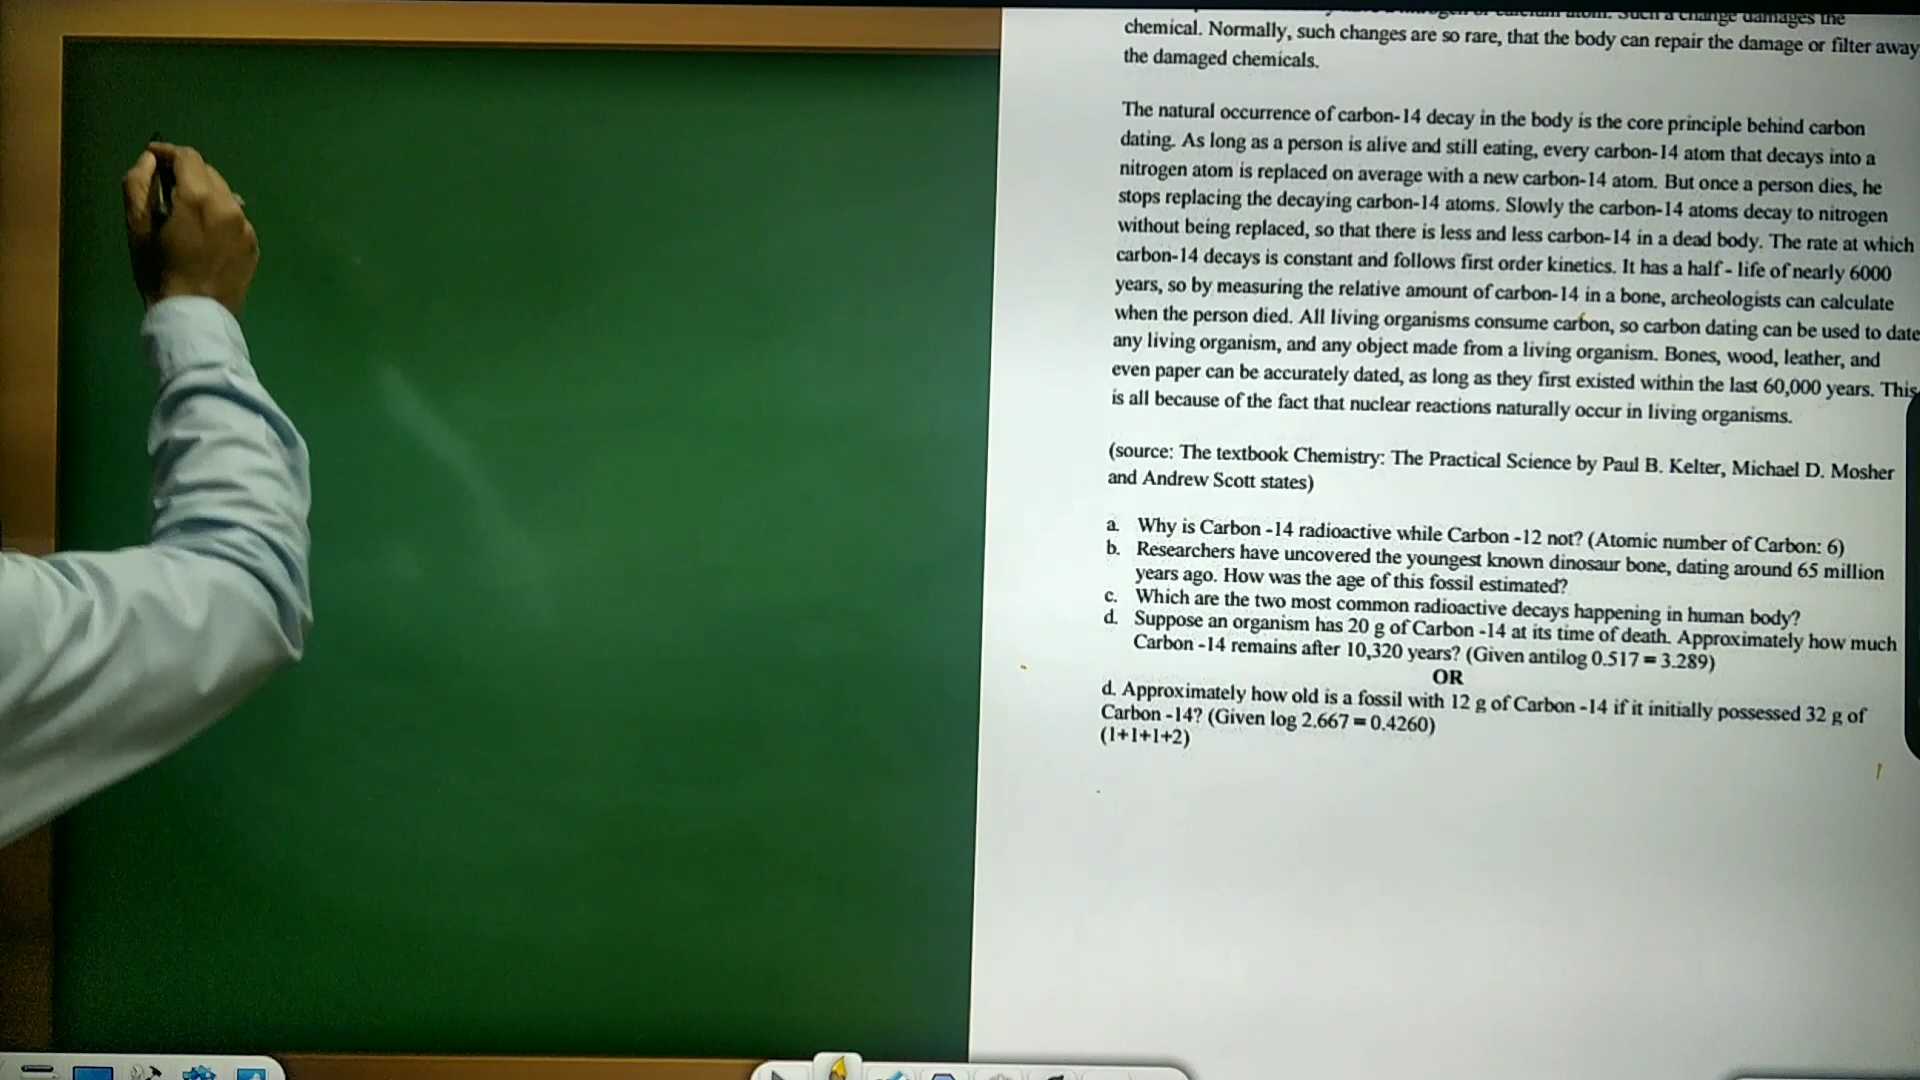 Such a change damages the
chemical. Normally, such changes are so rare, that the body can repair the damage or filter away
the damaged chemicals.
The natural occurrence of carbon-14 decay in the body is the core principle behind carbon
dating. As long as a person is alive and still eating, every carbon-14 atom that decays into a
nitrogen atom is replaced on average with a new carbon-14 atom. But once a person dies, he
stops replacing the decaying carbon-14 atoms. Slowly the carbon-14 atoms decay to nitrogen
without being replaced, so that there is less and less carbon-14 in a dead body. The rate at which
carbon-14 decays is constant and follows first order kinetics. It has a half - life of nearly 6000
years, so by measuring the relative amount of carbon-14 in a bone, archeologists can calculate
when the person died. All living organisms consume carbon, so carbon dating can be used to date
any living organism, and any object made from a living organism. Bones, wood, leather, and
even paper can be accurately dated, as long as they first existed within the last 60,000 years. This
is all because of the fact that nuclear reactions naturally occur in living organisms.
(source: The textbook Chemistry: The Practical Science by Paul B. Kelter, Michael D. Mosher
and Andrew Scott states)
a. Why is Carbon -14 radioactive while Carbon -12 not? (Atomic number of Carbon: 6)
b. Researchers have uncovered the youngest known dinosaur bone, dating around 65 million
years ago. How was the age of this fossil estimated?
c. Which are the two most common radioactive decays happening in human body?
d. Suppose an organism has 20 g of Carbon -14 at its time of death. Approximately how much
Carbon -14 remains after 10,320 years? (Given antilog 0.517 = 3.289)
OR
d. Approximately how old is a fossil with 12 g of Carbon -14 if it initially possessed 32 g of
Carbon -14? (Given log 2.667 = 0.4260)
(1+1+1+2)